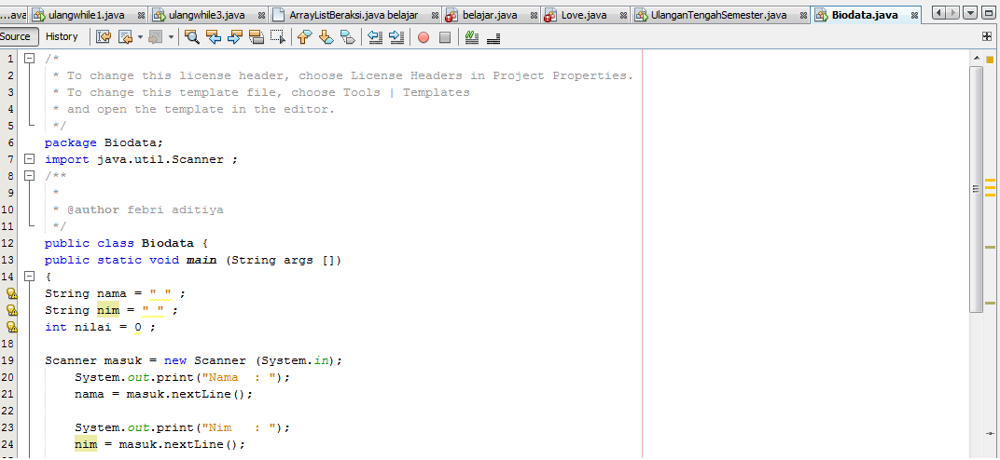 ...ava ulangwhile1.java ulangwhile3.java ArrayListBeraksi.java belajar belajar.java Love.java UlanganTengahSemester.java Biodata.java
Source History
1 /*
2 * To change this license header, choose License Headers in Project Properties.
3 * To change this template file, choose Tools | Templates
4 * and open the template in the editor.
5 */
6 package Biodata;
7 import java.util.Scanner ;
8 /**
9 *
10 * @author febri aditiya
11 */
12 public class Biodata {
13 public static void main (String args [])
14 {
String nama = " " ;
String nim = " " ;
int nilai = 0 ;
18
19 Scanner masuk = new Scanner (System.in);
20 System.out.print("Nama  : ");
21 nama = masuk.nextLine();
22
23 System.out.print("Nim   : ");
24 nim = masuk.nextLine();